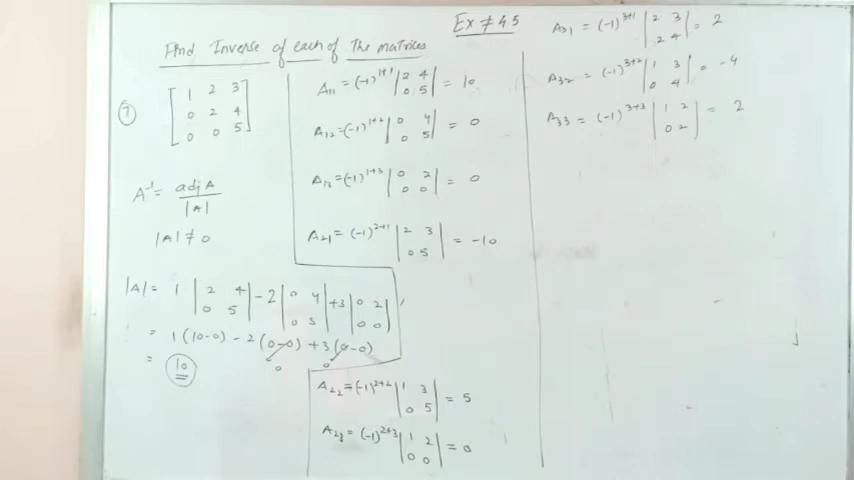 Ex # 4.5
Find Inverse of each of The matrices
7
[1 2 3
0 2 4
0 0 5]
A⁻¹ = adj A / |A|
|A| ≠ 0
|A| = 1 |2 4; 0 5| - 2 |0 4; 0 5| + 3 |0 2; 0 0|
= 1(10-0) - 2(0-0) + 3(0-0)
0 0
= 10
A₁₁ = (-1)¹⁺¹ |2 4; 0 5| = 10
A₁₂ = (-1)¹⁺² |0 4; 0 5| = 0
A₁₃ = (-1)¹⁺³ |0 2; 0 0| = 0
A₂₁ = (-1)²⁺¹ |2 3; 0 5| = -10
A₂₂ = (-1)²⁺² |1 3; 0 5| = 5
A₂₃ = (-1)²⁺³ |1 2; 0 0| = 0
A₃₁ = (-1)³⁺¹ |2 3; 2 4| = 2
A₃₂ = (-1)³⁺² |1 3; 0 4| = -4
A₃₃ = (-1)³⁺³ |1 2; 0 2| = 2